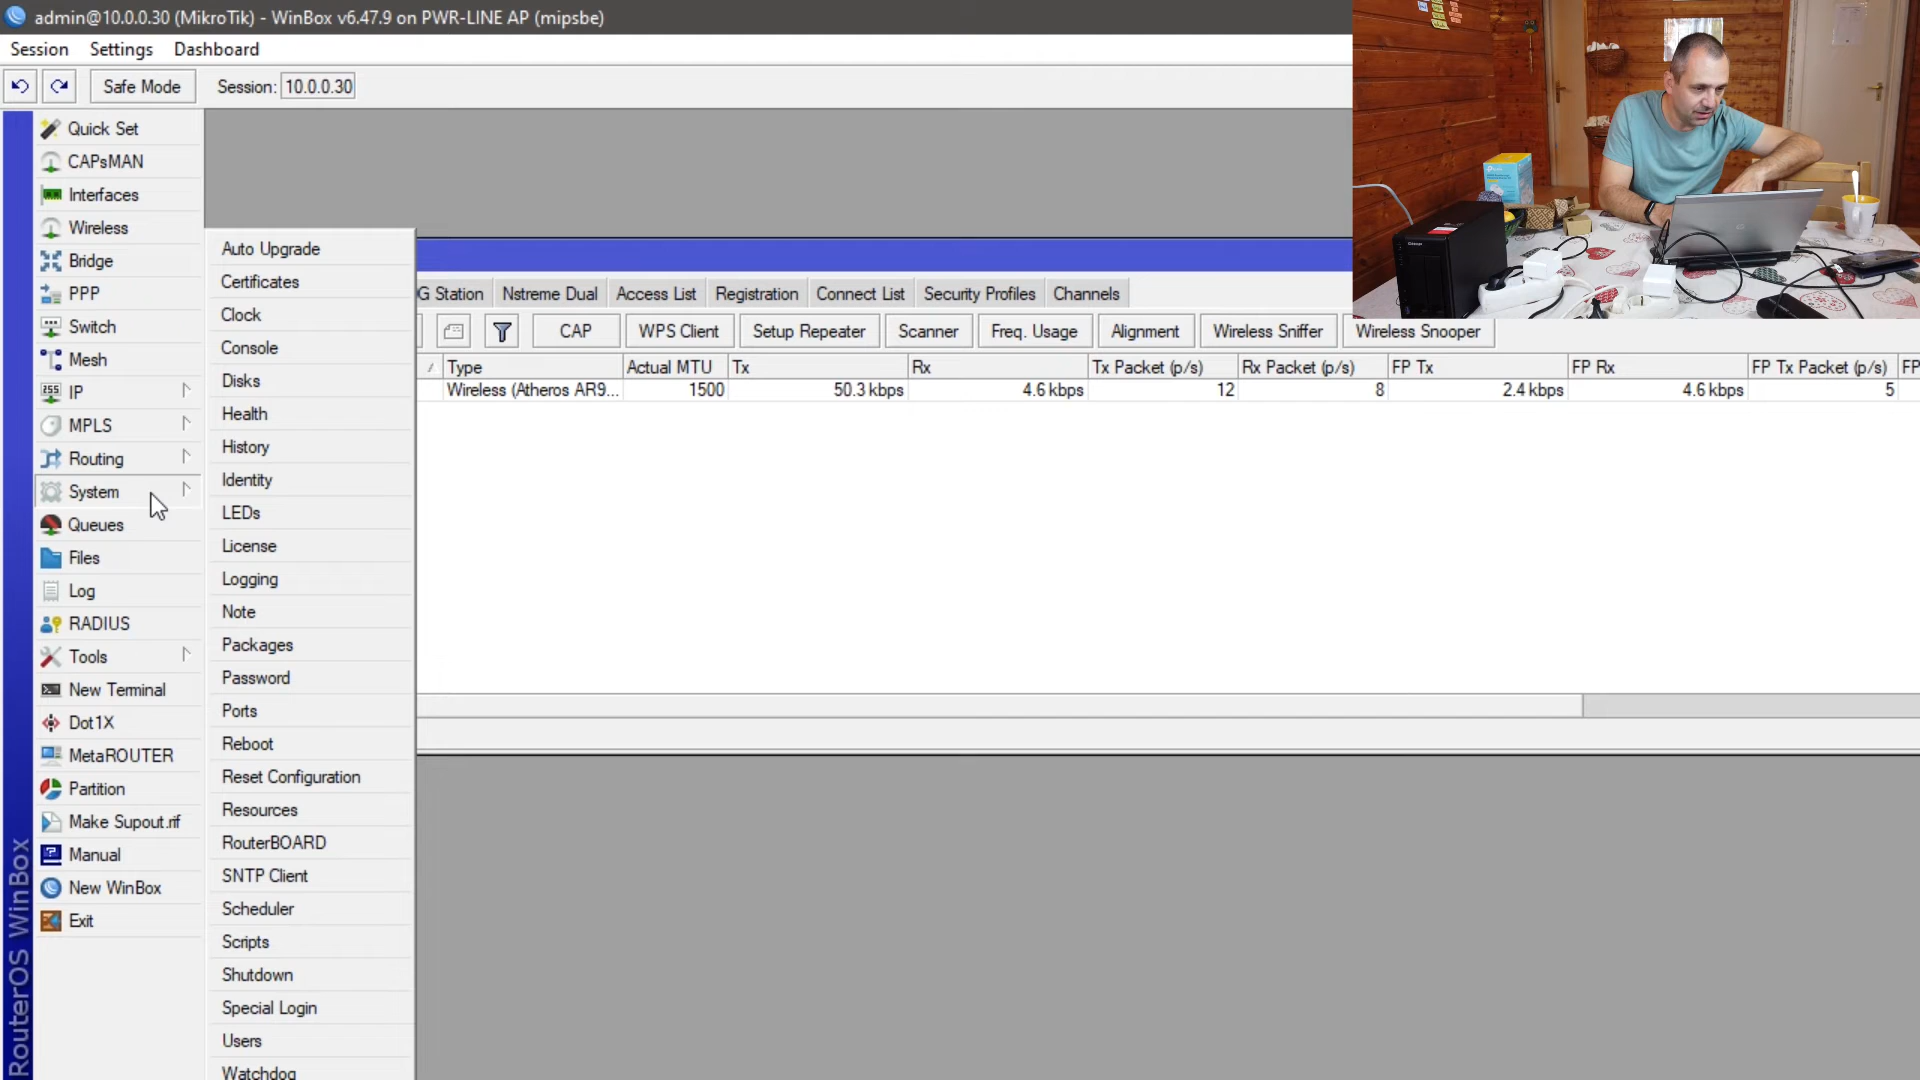 admin@10.0.0.30 (MikroTik) - WinBox v6.47.9 on PWR-LINE AP (mipsbe)
Session Settings Dashboard
Safe Mode Session: 10.0.0.30
Quick Set
CAPsMAN
Interfaces
Wireless
Bridge
PPP
Switch
Mesh
IP
MPLS
Routing
System
Queues
Files
Log
RADIUS
Tools
New Terminal
Dot1X
MetaROUTER
Partition
Make Supout.rif
Manual
New WinBox
Exit
RouterOS WinBox
Auto Upgrade
Certificates
Clock
Console
Disks
Health
History
Identity
LEDs
License
Logging
Note
Packages
Password
Ports
Reboot
Reset Configuration
Resources
RouterBOARD
SNTP Client
Scheduler
Scripts
Shutdown
Special Login
Users
Watchdog
G Station Nstreme Dual Access List Registration Connect List Security Profiles Channels
CAP WPS Client Setup Repeater Scanner Freq. Usage Alignment Wireless Sniffer Wireless Snooper
Type Actual MTU Tx Rx Tx Packet (p/s) Rx Packet (p/s) FP Tx FP Rx FP Tx Packet (p/s) FP
Wireless (Atheros AR9... 1500 50.3 kbps 4.6 kbps 12 8 2.4 kbps 4.6 kbps 5